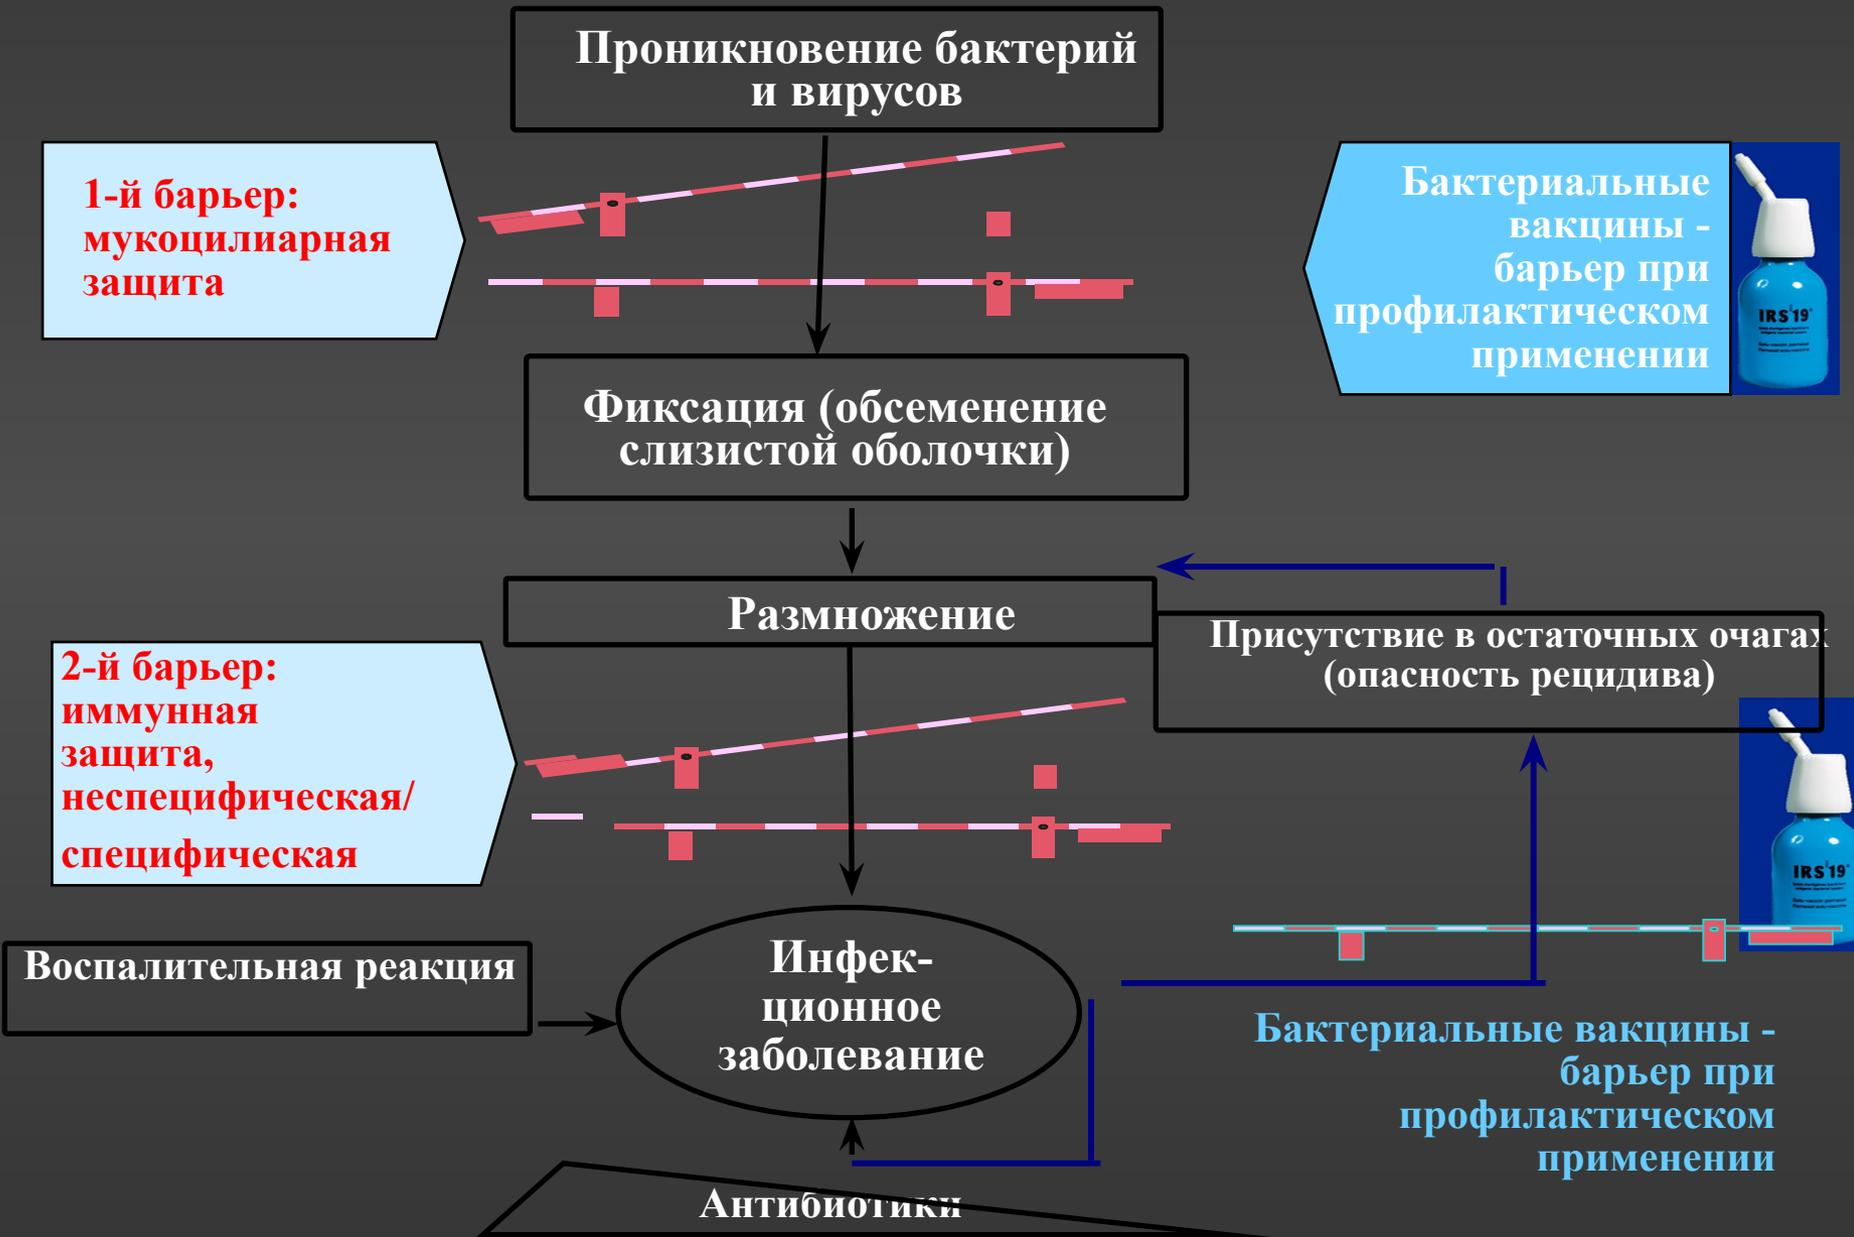 Проникновение бактерий
и вирусов
1-й барьер:
мукоцилиарная
защита
Бактериальные
вакцины -
барьер при
профилактическом
применении
IRS 19
Фиксация (обсеменение
слизистой оболочки)
Размножение
Присутствие в остаточных очагах
(опасность рецидива)
2-й барьер:
иммунная
защита,
неспецифическая/
специфическая
IRS 19
Воспалительная реакция
Инфек-
ционное
заболевание
Бактериальные вакцины -
барьер при
профилактическом
применении
Антибиотики